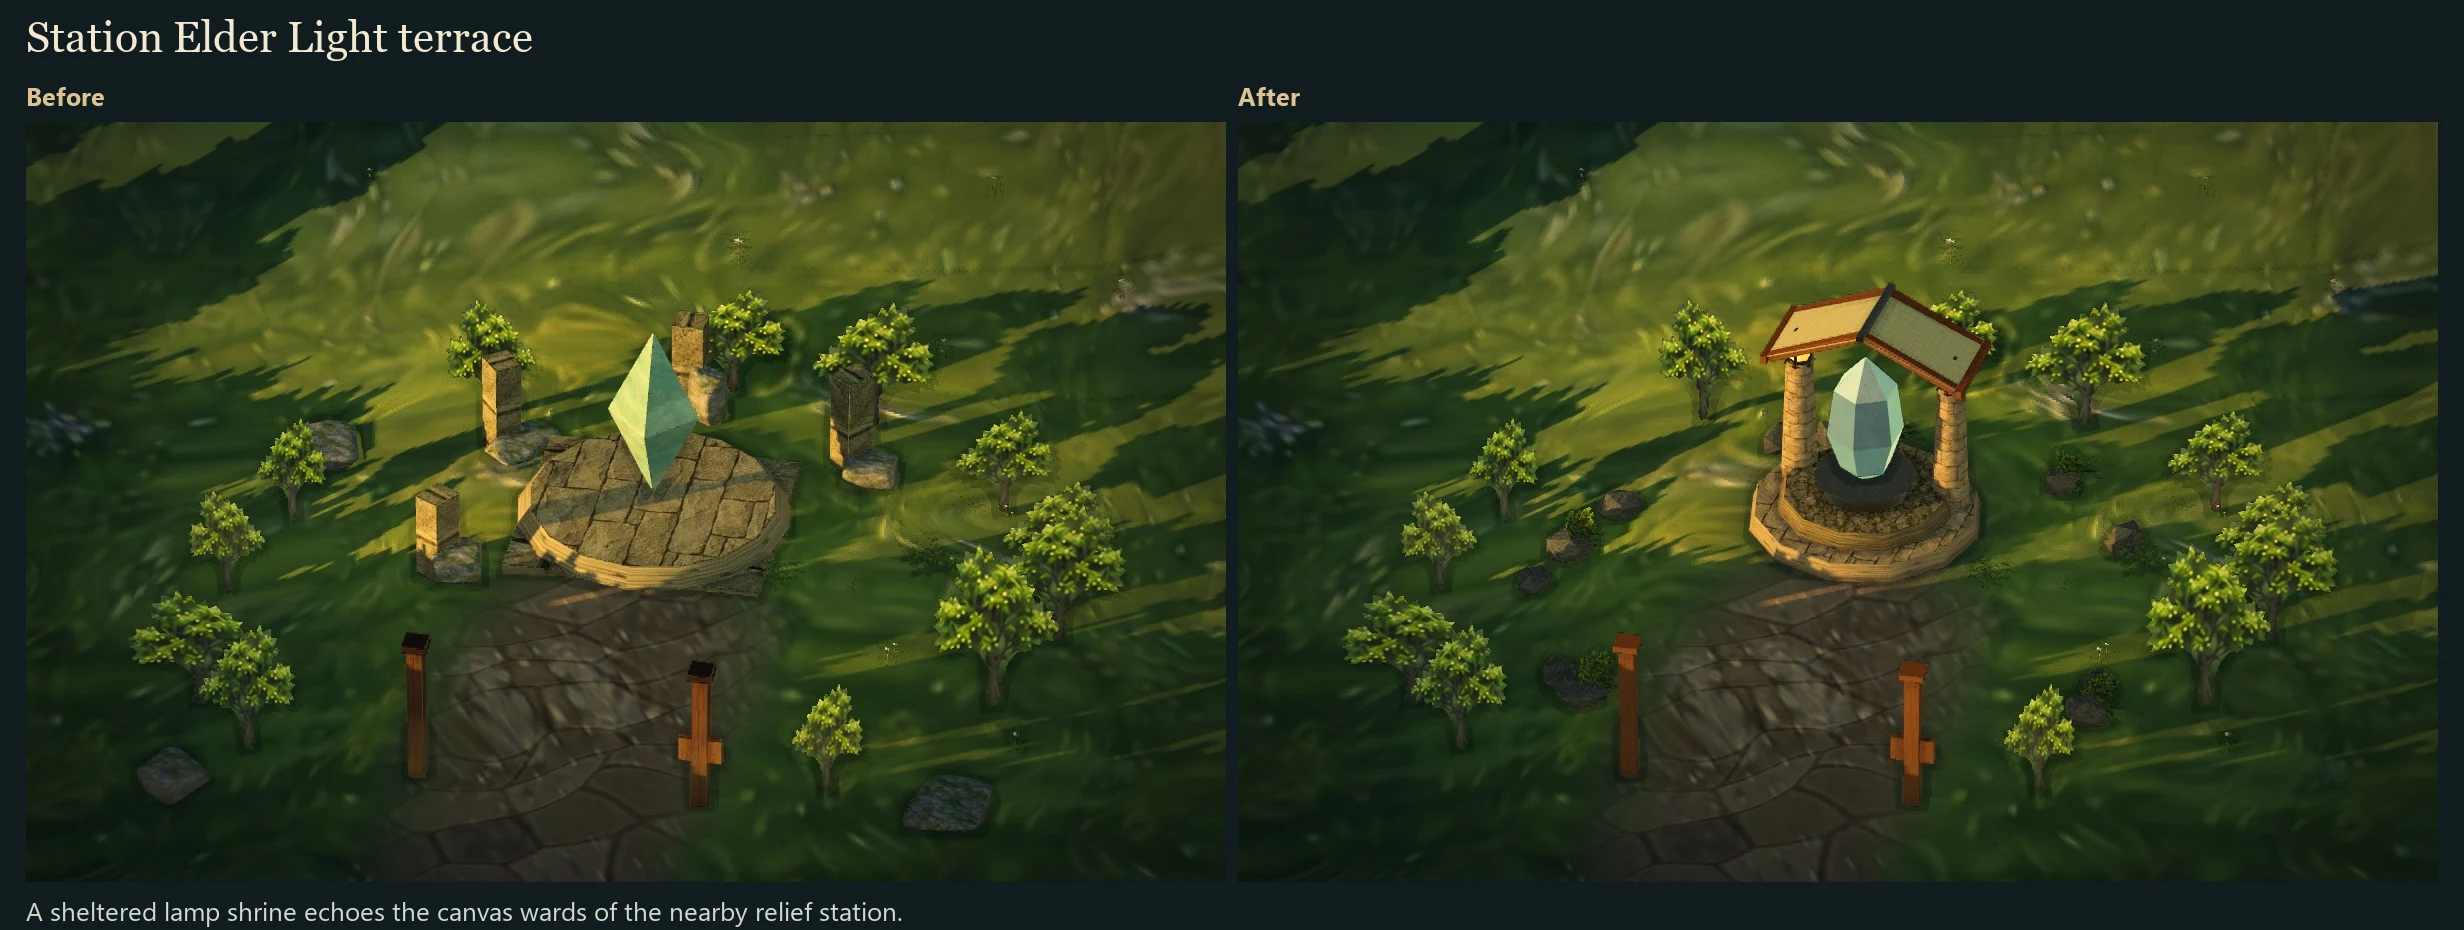 Station Elder Light terrace
Before
After
A sheltered lamp shrine echoes the canvas wards of the nearby relief station.